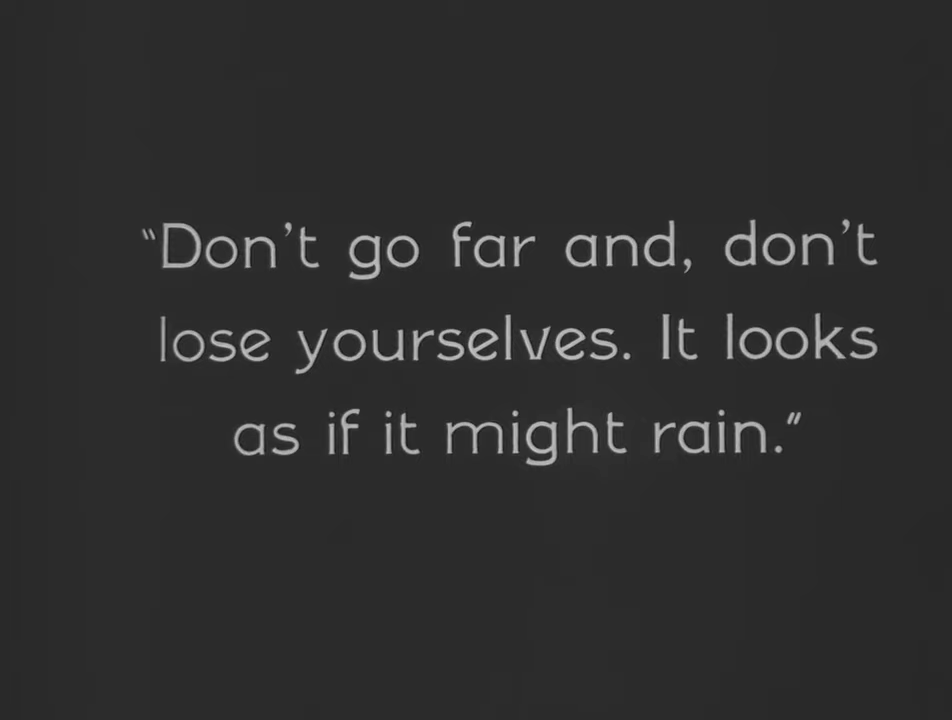 “Don’t go far and, don’t
lose yourselves. It looks
as if it might rain.”